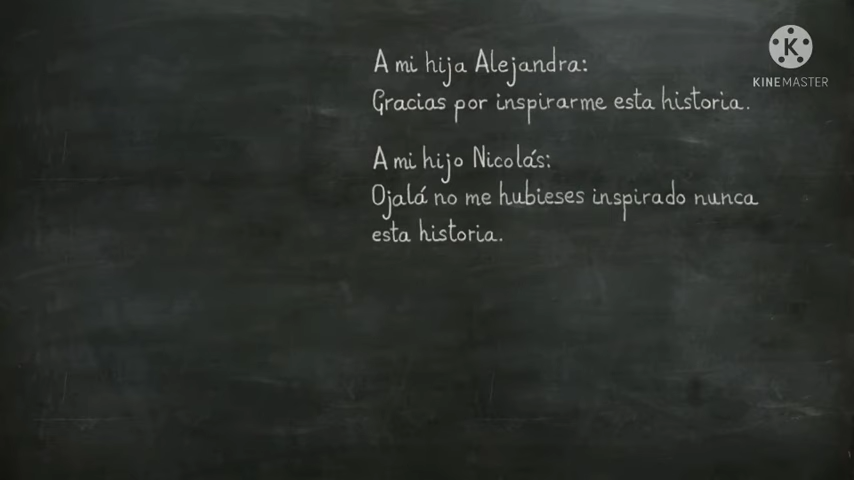 A mi hija Alejandra:
Gracias por inspirarme esta historia.
A mi hijo Nicolás:
Ojalá no me hubieses inspirado nunca
esta historia.
K
KINEMASTER